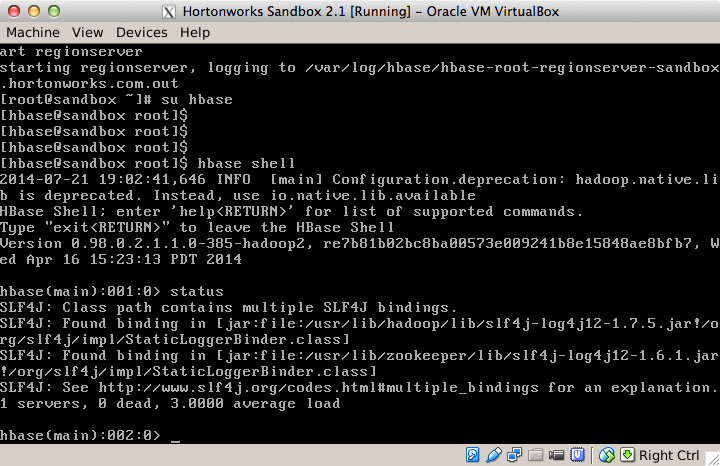 Hortonworks Sandbox 2.1 [Running] - Oracle VM VirtualBox
Machine View Devices Help
art regionserver
starting regionserver, logging to /var/log/hbase/hbase-root-regionserver-sandbox
.hortonworks.com.out
[root@sandbox ~]# su hbase
[hbase@sandbox root]$
[hbase@sandbox root]$
[hbase@sandbox root]$
[hbase@sandbox root]$ hbase shell
2014-07-21 19:02:41,646 INFO  [main] Configuration.deprecation: hadoop.native.li
b is deprecated. Instead, use io.native.lib.available
HBase Shell; enter 'help<RETURN>' for list of supported commands.
Type "exit<RETURN>" to leave the HBase Shell
Version 0.98.0.2.1.1.0-385-hadoop2, re7b81b02bc8ba00573e009241b8e15848ae8bfb7, W
ed Apr 16 15:23:13 PDT 2014
hbase(main):001:0> status
SLF4J: Class path contains multiple SLF4J bindings.
SLF4J: Found binding in [jar:file:/usr/lib/hadoop/lib/slf4j-log4j12-1.7.5.jar!/o
rg/slf4j/impl/StaticLoggerBinder.class]
SLF4J: Found binding in [jar:file:/usr/lib/zookeeper/lib/slf4j-log4j12-1.6.1.jar
!/org/slf4j/impl/StaticLoggerBinder.class]
SLF4J: See http://www.slf4j.org/codes.html#multiple_bindings for an explanation.
1 servers, 0 dead, 3.0000 average load
hbase(main):002:0> _
Right Ctrl